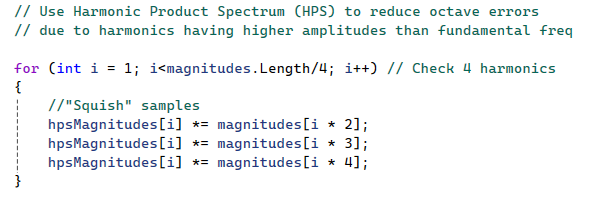 // Use Harmonic Product Spectrum (HPS) to reduce octave errors
// due to harmonics having higher amplitudes than fundamental freq
for (int i = 1; i<magnitudes.Length/4; i++) // Check 4 harmonics
{
//"Squish" samples
hpsMagnitudes[i] *= magnitudes[i * 2];
hpsMagnitudes[i] *= magnitudes[i * 3];
hpsMagnitudes[i] *= magnitudes[i * 4];
}